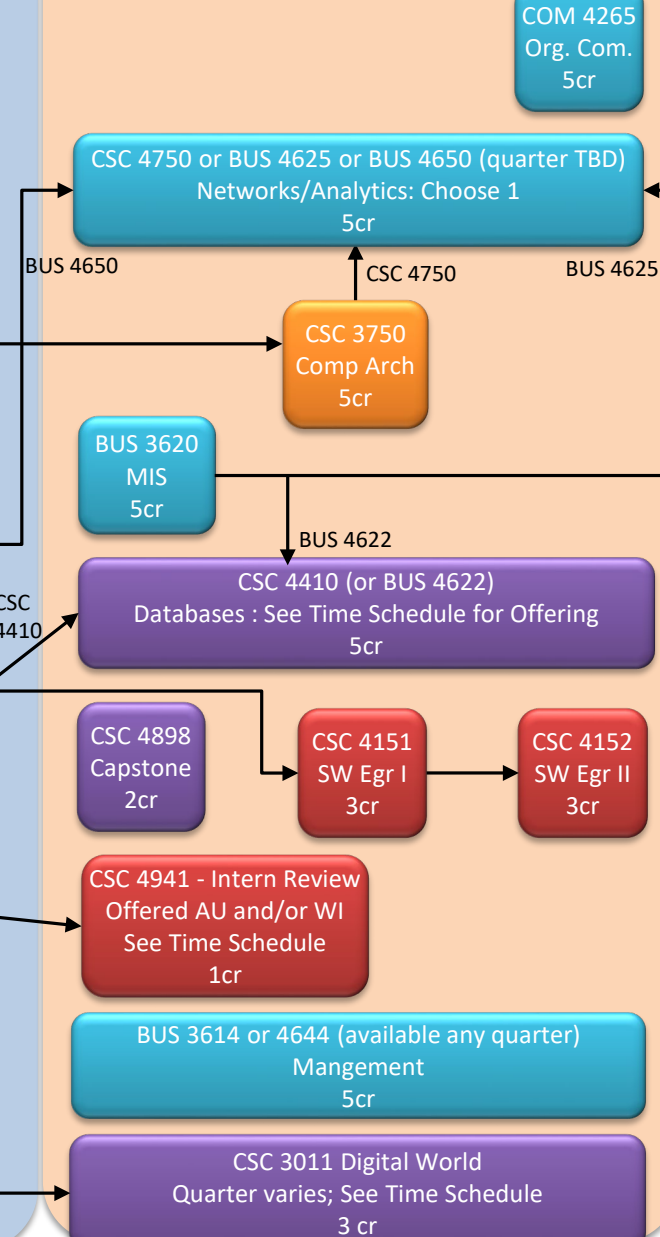 COM 4265
Org. Com.
5cr
CSC 4750 or BUS 4625 or BUS 4650 (quarter TBD)
Networks/Analytics: Choose 1
5cr
BUS 4650
CSC 4750
BUS 4625
CSC 3750
Comp Arch
5cr
BUS 3620
MIS
5cr
BUS 4622
CSC
4410
CSC 4410 (or BUS 4622)
Databases : See Time Schedule for Offering
5cr
CSC 4898
Capstone
2cr
CSC 4151
SW Egr I
3cr
CSC 4152
SW Egr II
3cr
CSC 4941 - Intern Review
Offered AU and/or WI
See Time Schedule
1cr
BUS 3614 or 4644 (available any quarter)
Mangement
5cr
CSC 3011 Digital World
Quarter varies; See Time Schedule
3 cr